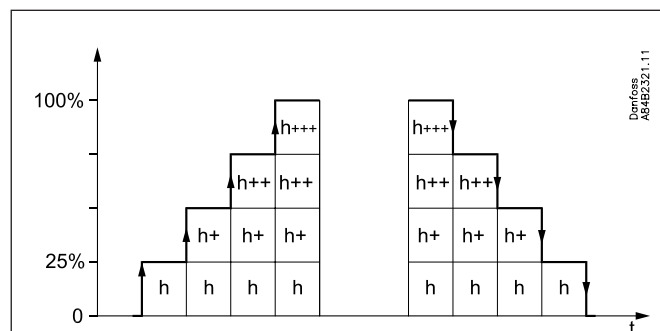 100%
h+++ h+++
h++ h++ h++ h++
h+ h+ h+ h+ h+ h+
25%
h h h h h h h h
0
t
Danfoss
A84B2321.11